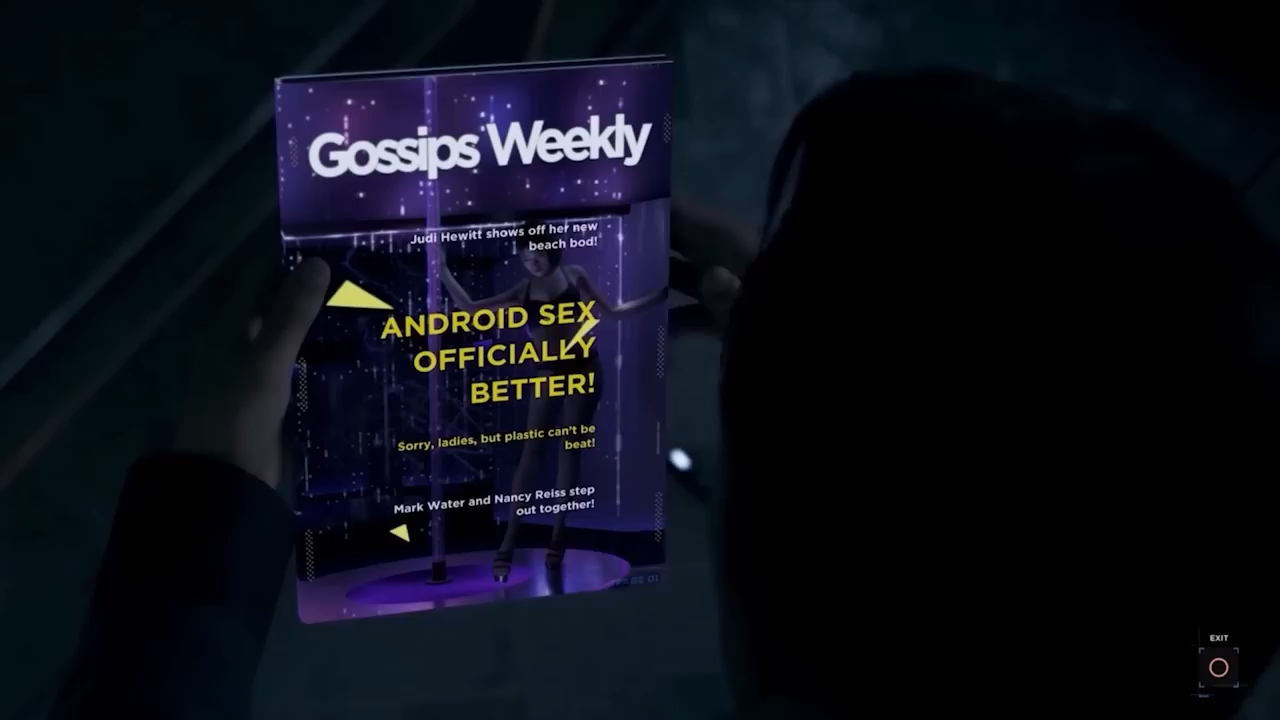 Gossips Weekly
Judi Hewitt shows off her new
beach bod!
ANDROID SEX
OFFICIALLY
BETTER!
Sorry, ladies, but plastic can't be
beat!
Mark Water and Nancy Reiss step
out together!
EXIT